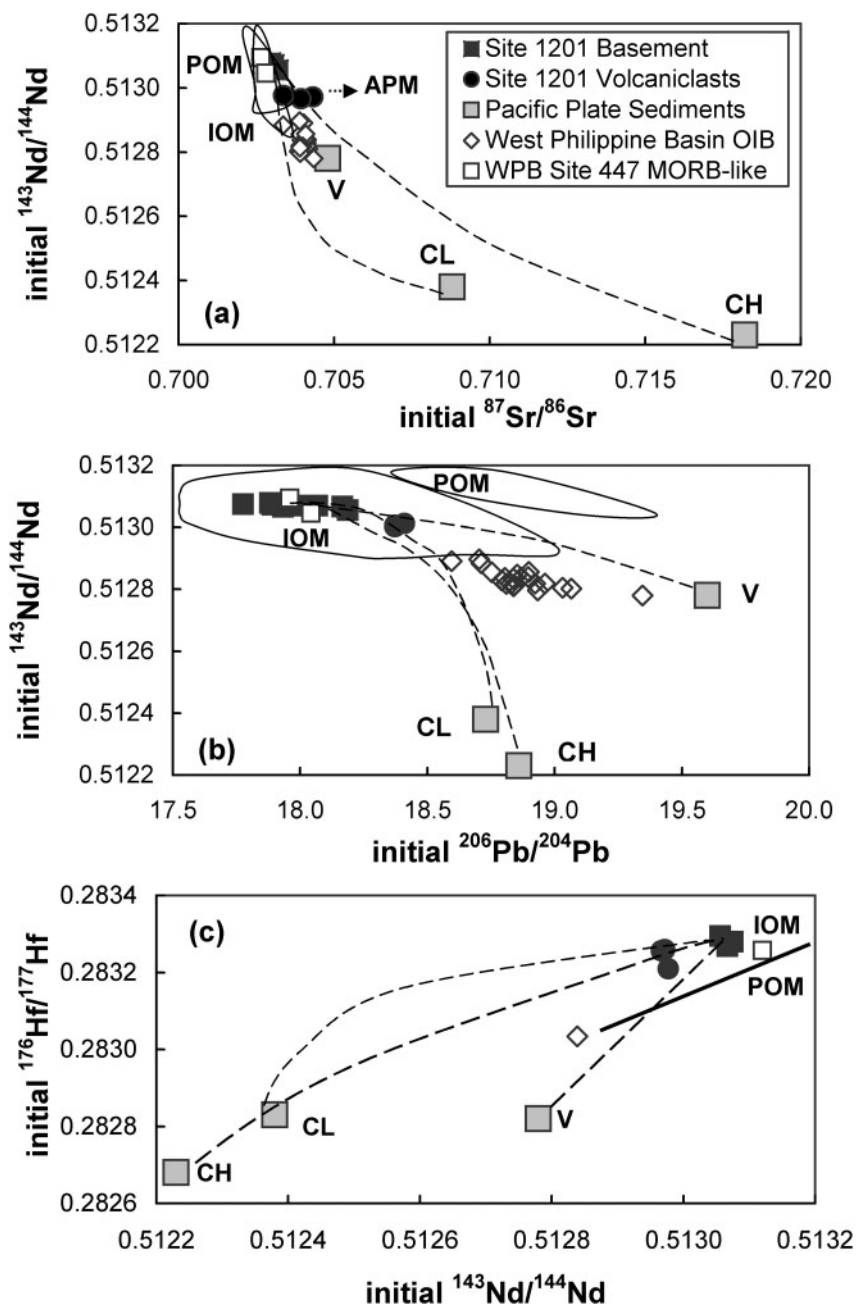 (a)
0.5132
0.5130
0.5128
0.5126
0.5124
0.5122
initial ¹⁴³Nd/¹⁴⁴Nd
POM
IOM
APM
V
CL
CH
Site 1201 Basement
Site 1201 Volcaniclasts
Pacific Plate Sediments
West Philippine Basin OIB
WPB Site 447 MORB-like
0.700 0.705 0.710 0.715 0.720
initial ⁸⁷Sr/⁸⁶Sr
(b)
0.5132
0.5130
0.5128
0.5126
0.5124
0.5122
initial ¹⁴³Nd/¹⁴⁴Nd
POM
IOM
V
CL
CH
17.5 18.0 18.5 19.0 19.5 20.0
initial ²⁰⁶Pb/²⁰⁴Pb
(c)
0.2834
0.2832
0.2830
0.2828
0.2826
initial ¹⁷⁶Hf/¹⁷⁷Hf
IOM
POM
CL
V
CH
0.5122 0.5124 0.5126 0.5128 0.5130 0.5132
initial ¹⁴³Nd/¹⁴⁴Nd